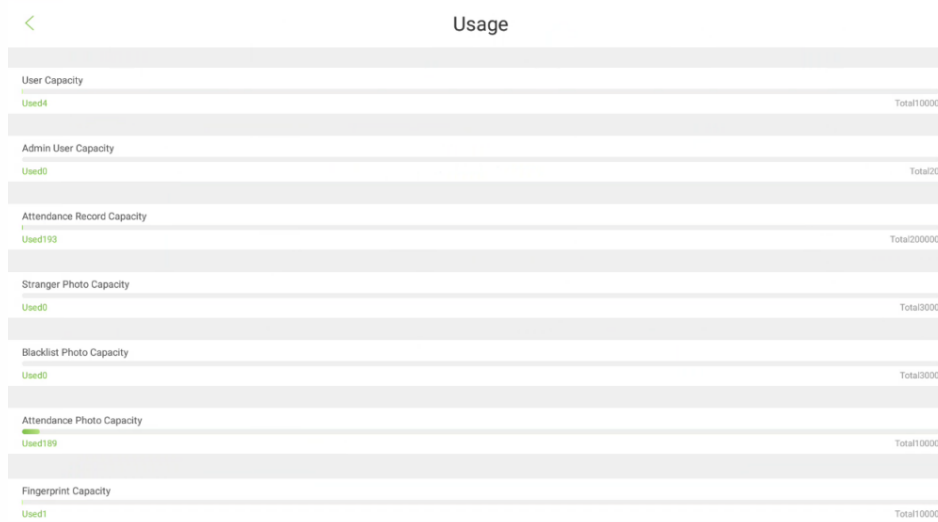 Usage
User Capacity
Used4 Total10000
Admin User Capacity
Used0 Total20
Attendance Record Capacity
Used193 Total200000
Stranger Photo Capacity
Used0 Total3000
Blacklist Photo Capacity
Used0 Total3000
Attendance Photo Capacity
Used189 Total10000
Fingerprint Capacity
Used1 Total10000